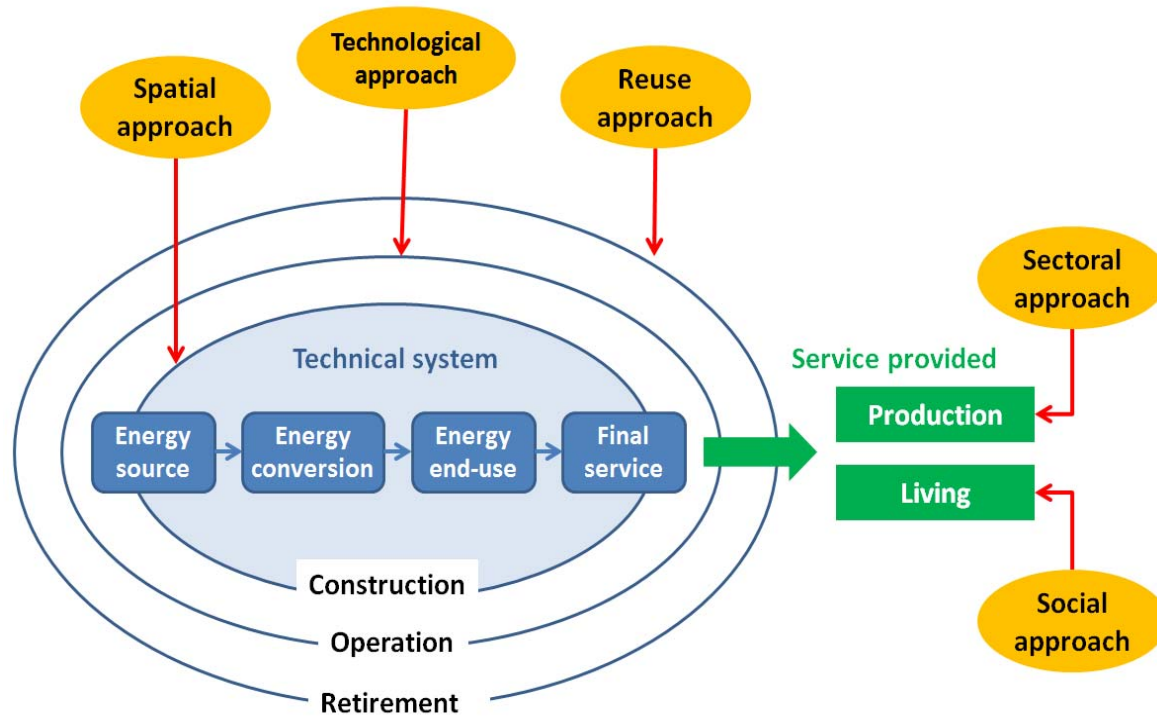 Technological
approach
Spatial
approach
Reuse
approach
Sectoral
approach
Technical system
Service provided
Production
Energy
source
Energy
conversion
Energy
end-use
Final
service
Living
Construction
Operation
Retirement
Social
approach